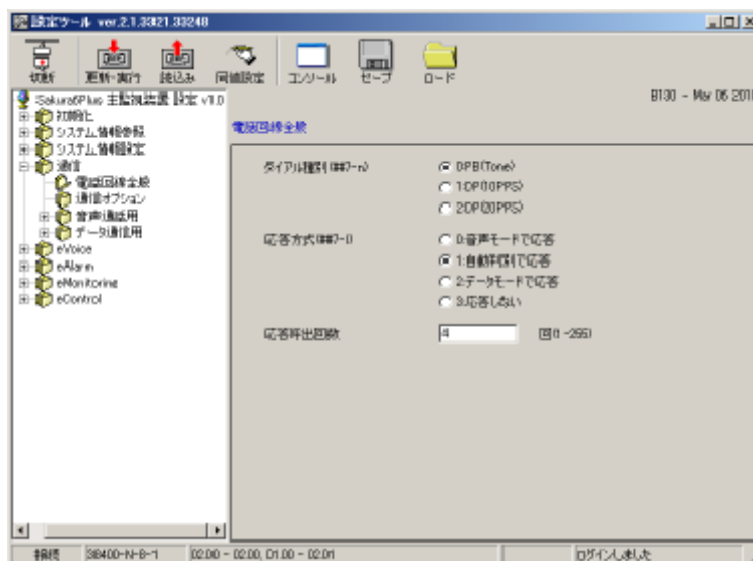 設定ツール ver.2.1.33(21.33248
切断
更新・実行
読込み
同値設定
コンソール
セーブ
ロード
B130 - Mar 06 201
Sakura6Plus 主監視装置 設定 v1.0
初期化
システム情報参照
システム情報設定
通信
電話回線全般
通信オプション
音声通話用
データ通信用
eVoice
eAlarm
eMonitoring
eControl
電話回線全般
ダイアル種別(##7-n)
0:PB(Tone)
1:DP(10PPS)
2:DP(20PPS)
応答方式(##7-l)
0:音声モードで応答
1:自動判別で応答
2:データモードで応答
3:応答しない
応答呼出回数
4
回(1-255)
接続
38400-N-8-1
02.00 - 02.00, 01.00 - 02.01
ログインしました